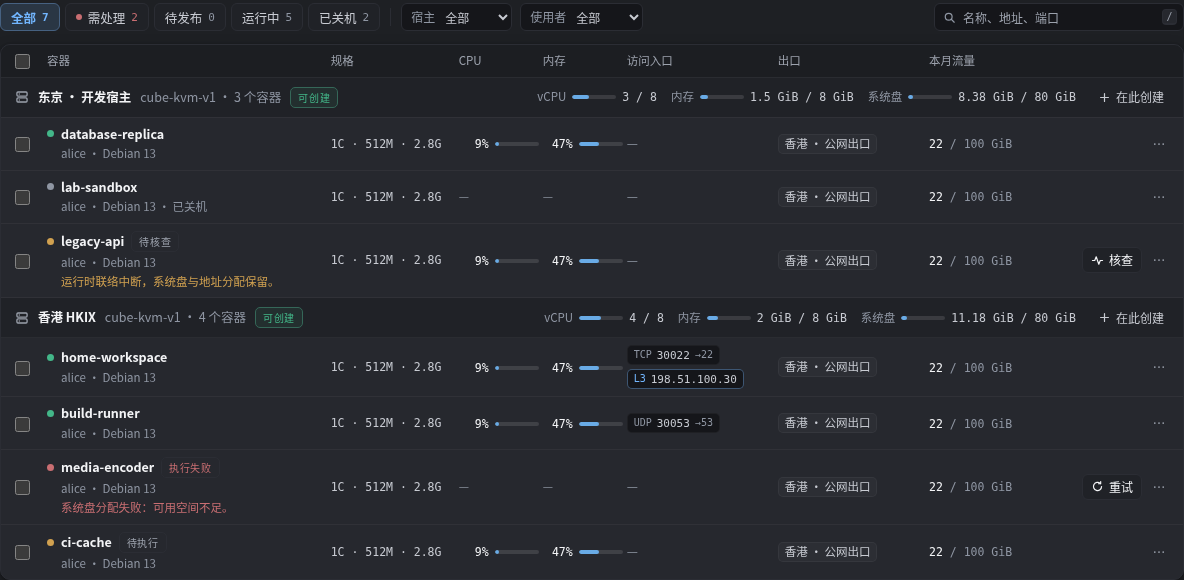 全部 7 需处理 2 待发布 0 运行中 5 已关机 2 宿主 全部 使用者 全部 名称、地址、端口 /
容器 规格 CPU 内存 访问入口 出口 本月流量
东京 · 开发宿主 cube-kvm-v1 · 3 个容器 可创建 vCPU 3 / 8 内存 1.5 GiB / 8 GiB 系统盘 8.38 GiB / 80 GiB + 在此创建
database-replica
alice · Debian 13
1C · 512M · 2.8G 9% 47% — 香港 · 公网出口 22 / 100 GiB ···
lab-sandbox
alice · Debian 13 · 已关机
1C · 512M · 2.8G — — — 香港 · 公网出口 22 / 100 GiB ···
legacy-api 待核查
alice · Debian 13
运行时联络中断，系统盘与地址分配保留。
1C · 512M · 2.8G 9% 47% — 香港 · 公网出口 22 / 100 GiB 核查 ···
香港 HKIX cube-kvm-v1 · 4 个容器 可创建 vCPU 4 / 8 内存 2 GiB / 8 GiB 系统盘 11.18 GiB / 80 GiB + 在此创建
home-workspace
alice · Debian 13
1C · 512M · 2.8G 9% 47% TCP 30022 →22
L3 198.51.100.30
香港 · 公网出口 22 / 100 GiB ···
build-runner
alice · Debian 13
1C · 512M · 2.8G 9% 47% UDP 30053 →53 香港 · 公网出口 22 / 100 GiB ···
media-encoder 执行失败
alice · Debian 13
系统盘分配失败：可用空间不足。
1C · 512M · 2.8G — — — 香港 · 公网出口 22 / 100 GiB 重试 ···
ci-cache 待执行
alice · Debian 13
1C · 512M · 2.8G 9% 47% — 香港 · 公网出口 22 / 100 GiB ···